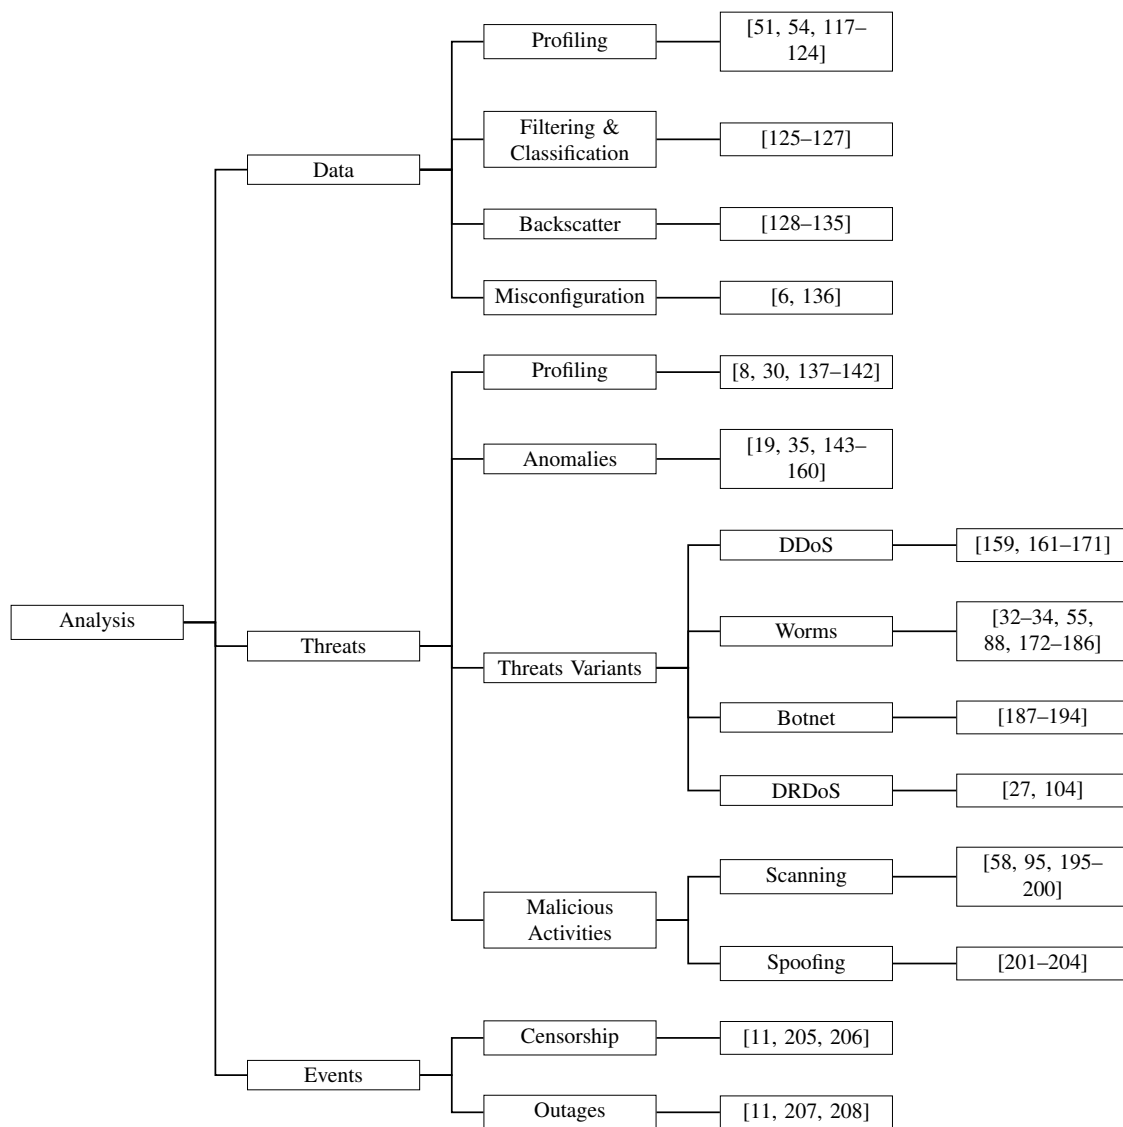 Profiling
[51, 54, 117–
124]
Filtering &
Classification
[125–127]
Data
Backscatter
[128–135]
Misconfiguration
[6, 136]
Profiling
[8, 30, 137–142]
Anomalies
[19, 35, 143–
160]
DDoS
[159, 161–171]
Analysis
Threats
Threats Variants
Worms
[32–34, 55,
88, 172–186]
Botnet
[187–194]
DRDoS
[27, 104]
Malicious
Activities
Scanning
[58, 95, 195–
200]
Spoofing
[201–204]
Events
Censorship
[11, 205, 206]
Outages
[11, 207, 208]